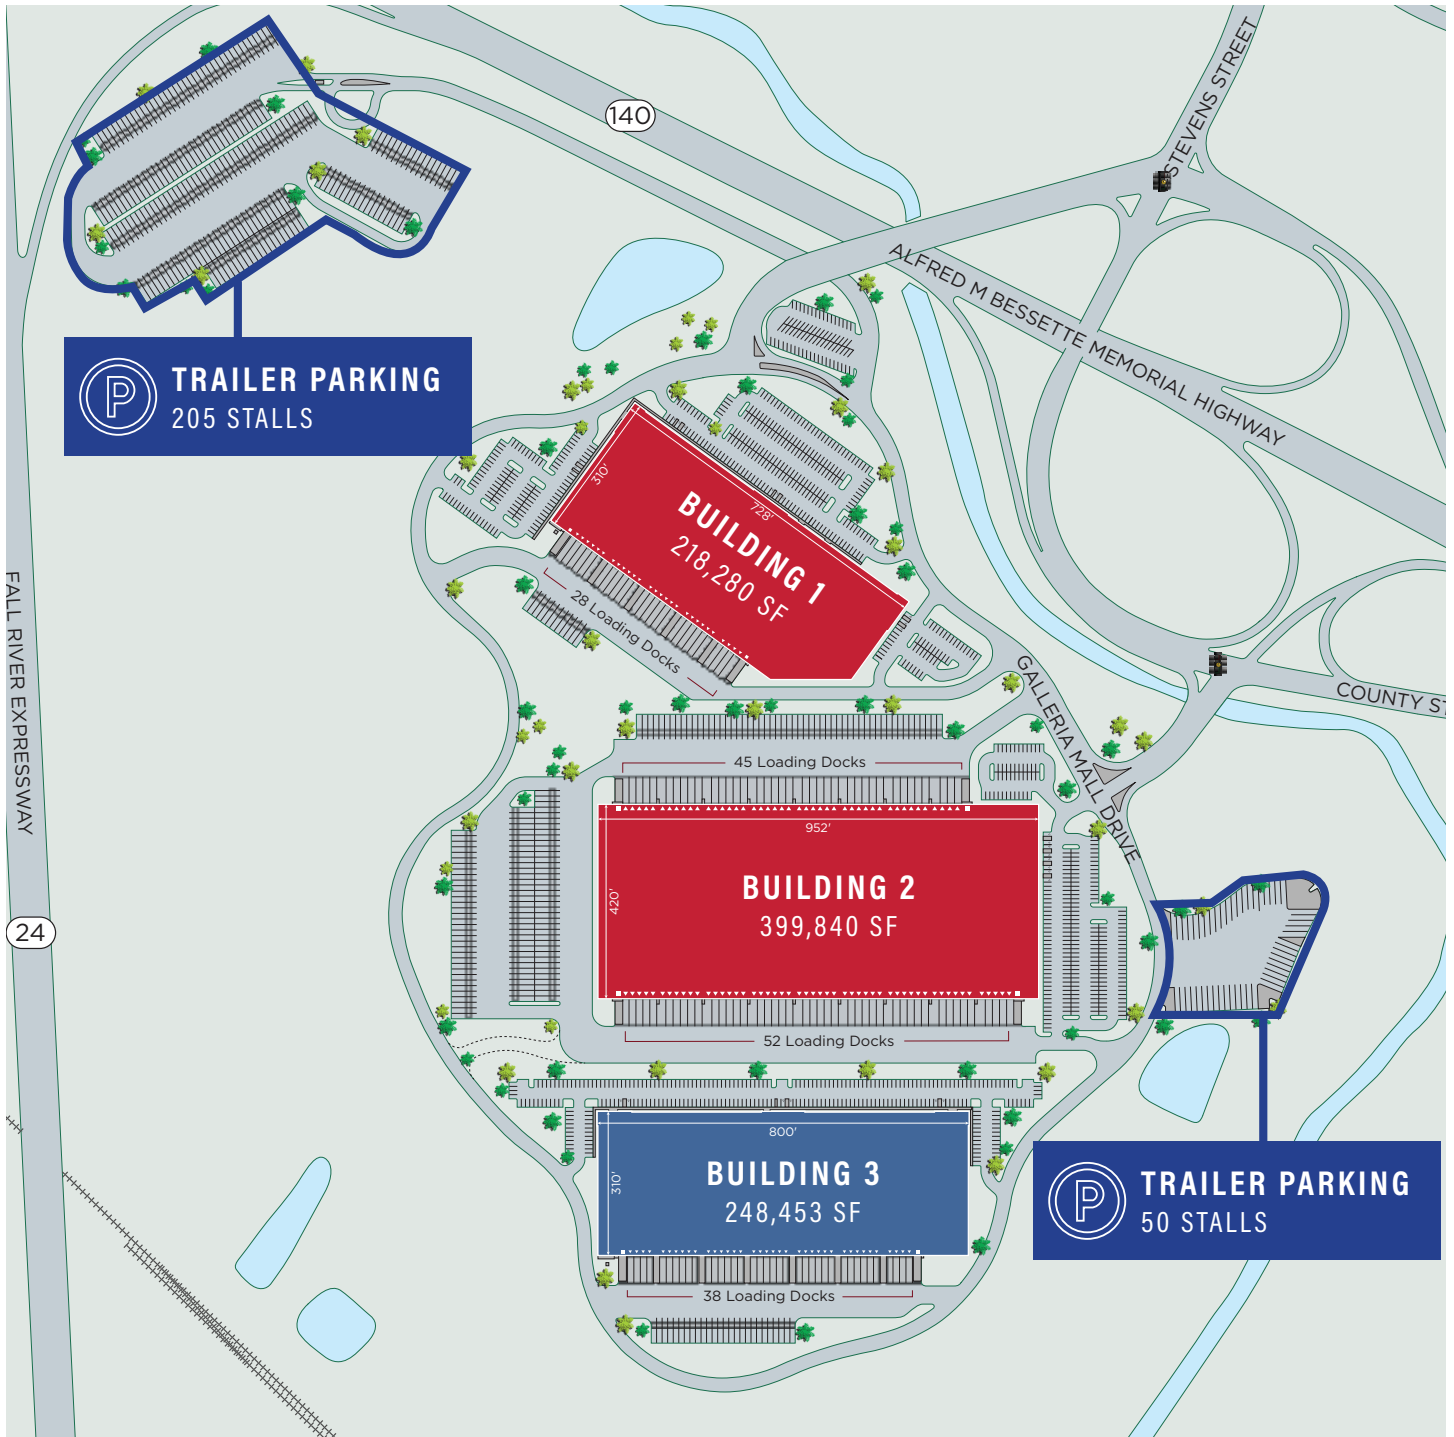 STEVENS STREET
140
ALFRED M BESSETTE MEMORIAL HIGHWAY
P
TRAILER PARKING
205 STALLS
310'
728'
BUILDING 1
218,280 SF
28 Loading Docks
FALL RIVER EXPRESSWAY
24
GALLERIA MALL DRIVE
COUNTY ST
45 Loading Docks
952'
420'
BUILDING 2
399,840 SF
52 Loading Docks
800'
310'
BUILDING 3
248,453 SF
38 Loading Docks
P
TRAILER PARKING
50 STALLS